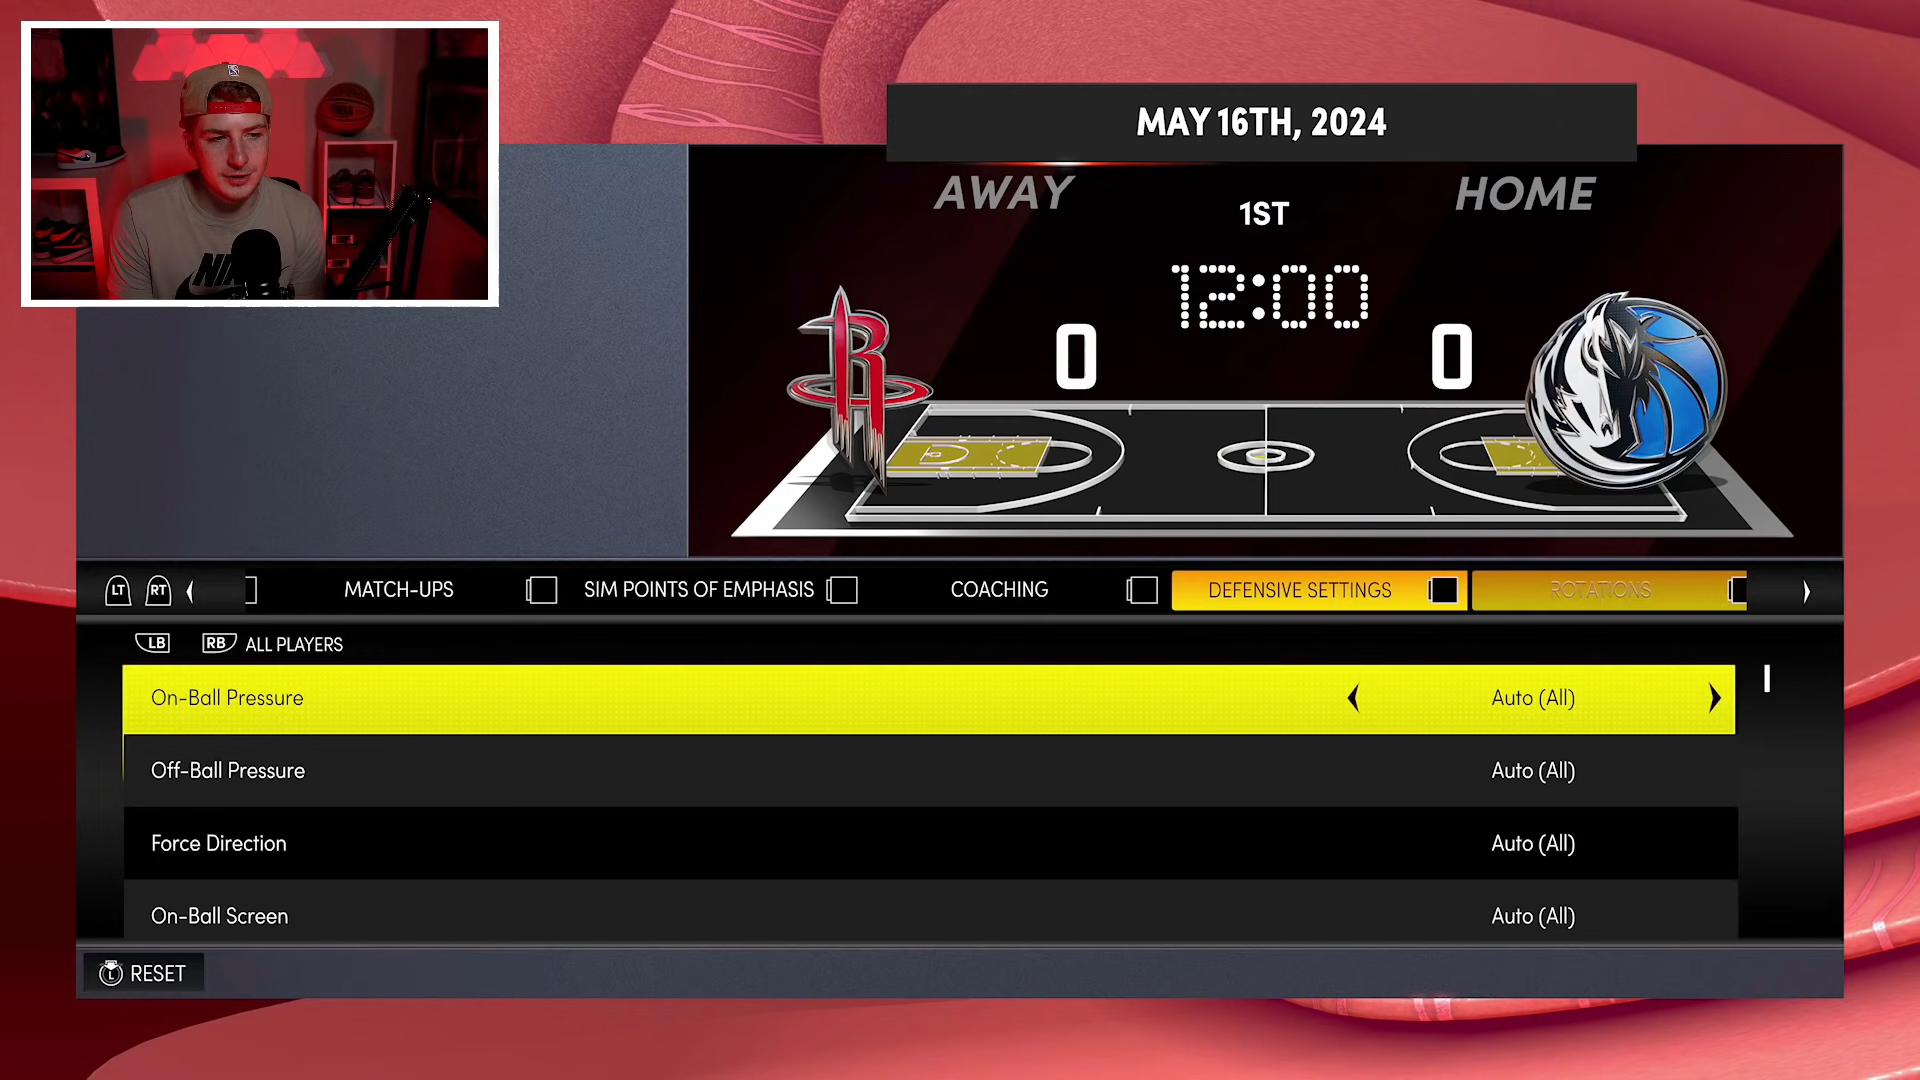 MAY 16TH, 2024
AWAY
HOME
1ST
12:00
0
0
R
LT RT MATCH-UPS SIM POINTS OF EMPHASIS COACHING DEFENSIVE SETTINGS ROTATIONS
LB RB ALL PLAYERS
On-Ball Pressure Auto (All)
Off-Ball Pressure Auto (All)
Force Direction Auto (All)
On-Ball Screen Auto (All)
L RESET